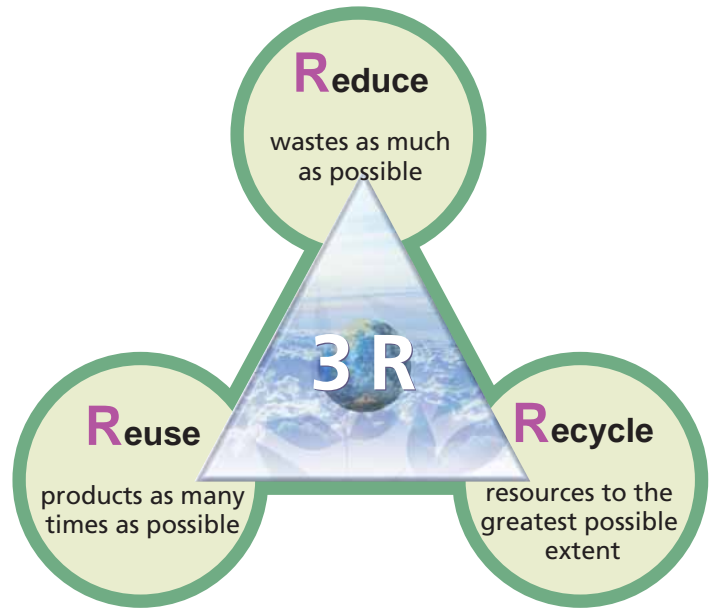 Reduce
wastes as much
as possible
3 R
Reuse
products as many
times as possible
Recycle
resources to the
greatest possible
extent